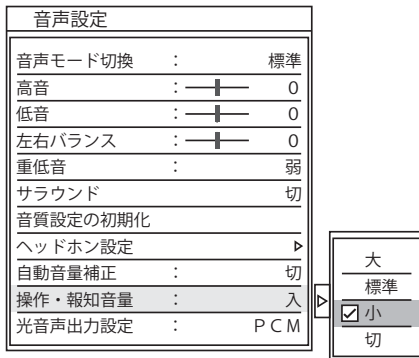 音声設定
音声モード切換 : 標準
高音 : 0
低音 : 0
左右バランス : 0
重低音 : 弱
サラウンド 切
音質設定の初期化
ヘッドホン設定
自動音量補正 : 切
操作・報知音量 : 入
光音声出力設定 : ＰＣＭ
大
標準
小
切